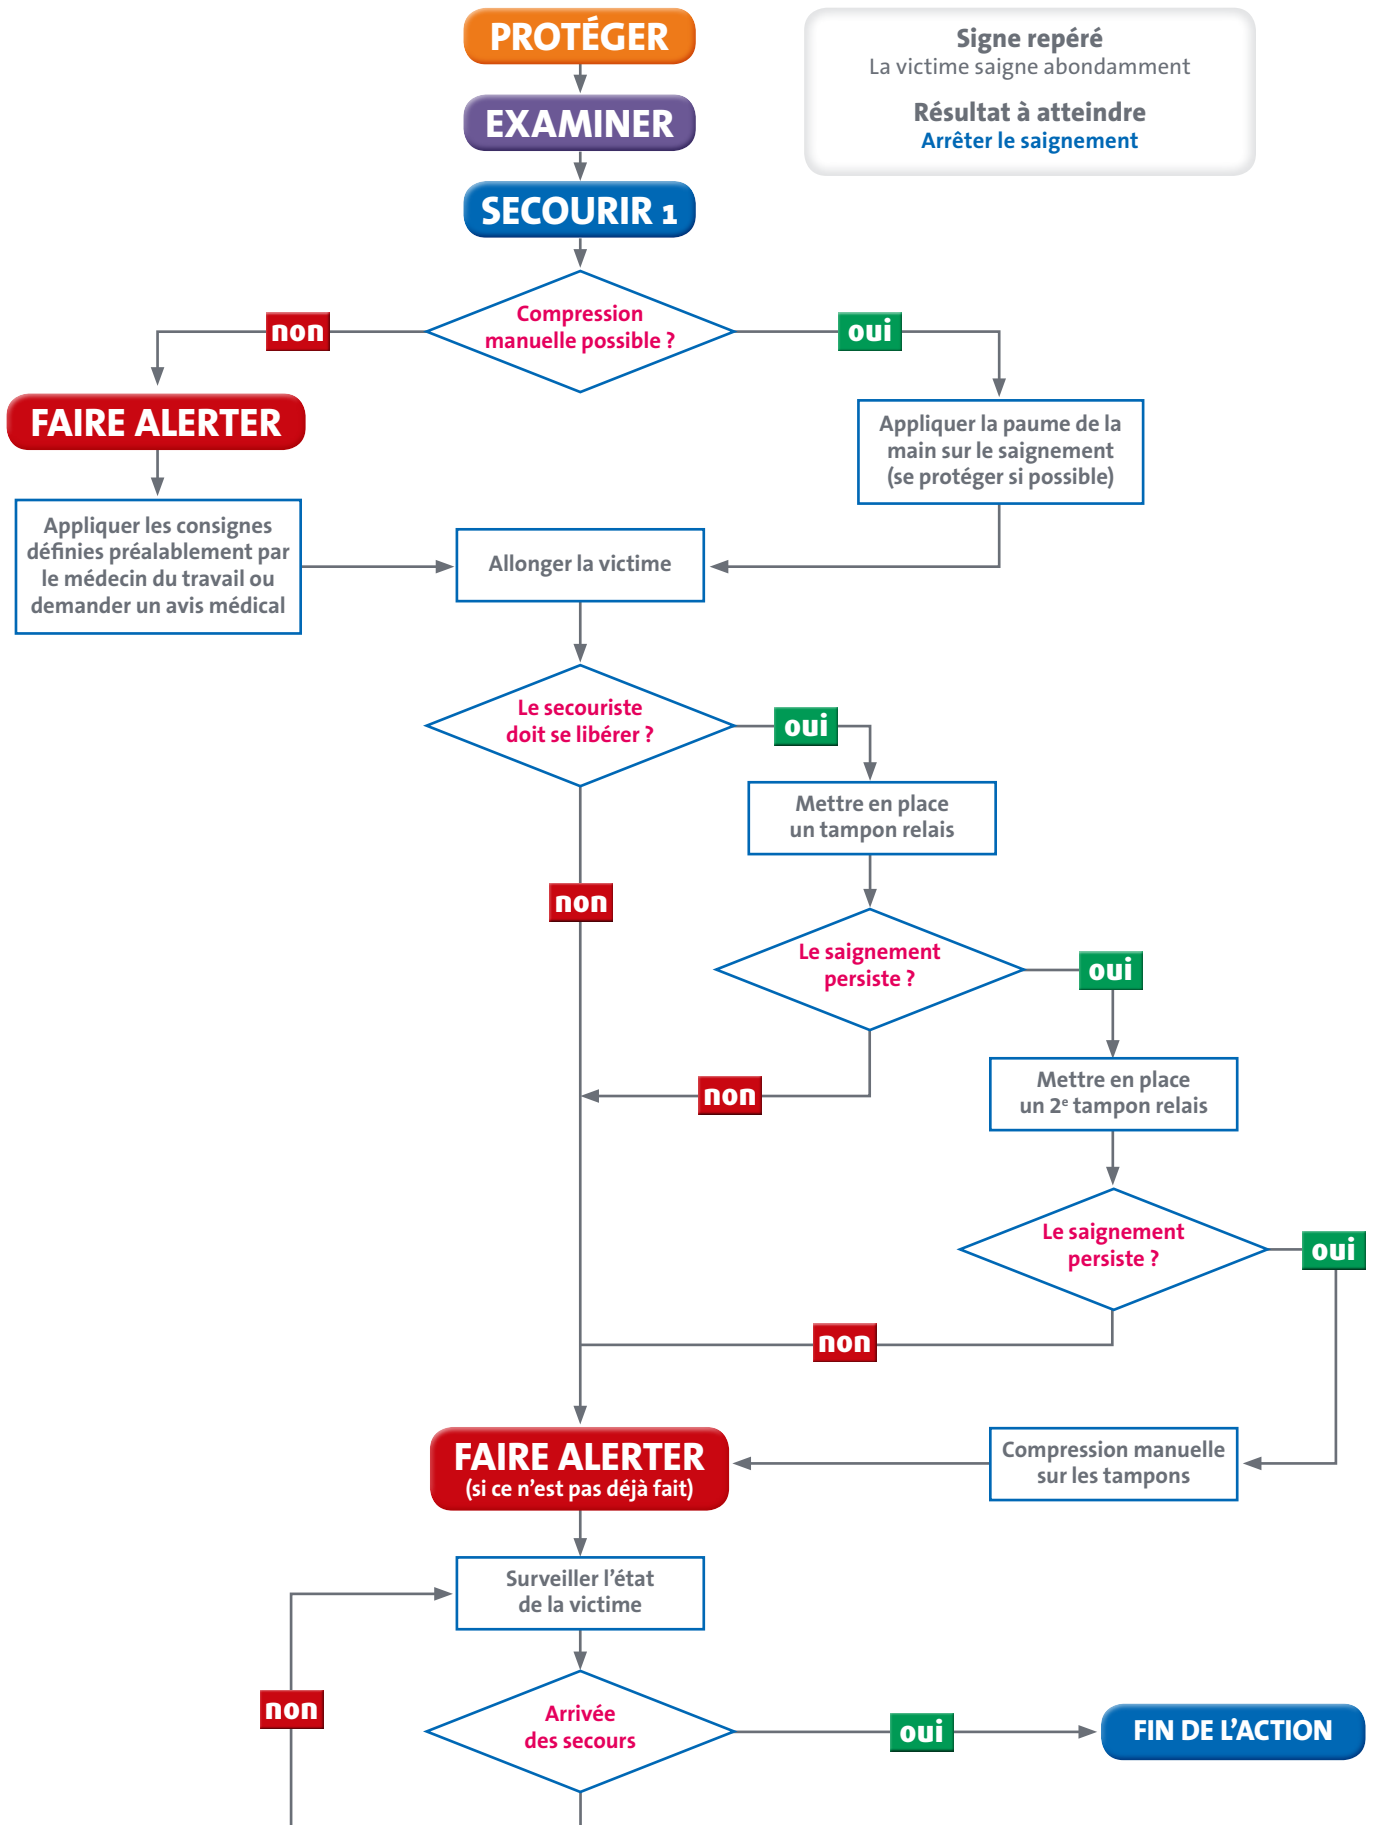 PROTÉGER
Signe repéré
La victime saigne abondamment
Résultat à atteindre
Arrêter le saignement
EXAMINER
SECOURIR 1
Compression
manuelle possible ?
non
oui
FAIRE ALERTER
Appliquer la paume de la
main sur le saignement
(se protéger si possible)
Appliquer les consignes
définies préalablement par
le médecin du travail ou
demander un avis médical
Allonger la victime
Le secouriste
doit se libérer ?
oui
Mettre en place
un tampon relais
non
Le saignement
persiste ?
oui
non
Mettre en place
un 2e tampon relais
Le saignement
persiste ?
oui
non
FAIRE ALERTER
(si ce n'est pas déjà fait)
Compression manuelle
sur les tampons
Surveiller l'état
de la victime
non
Arrivée
des secours
oui
FIN DE L'ACTION